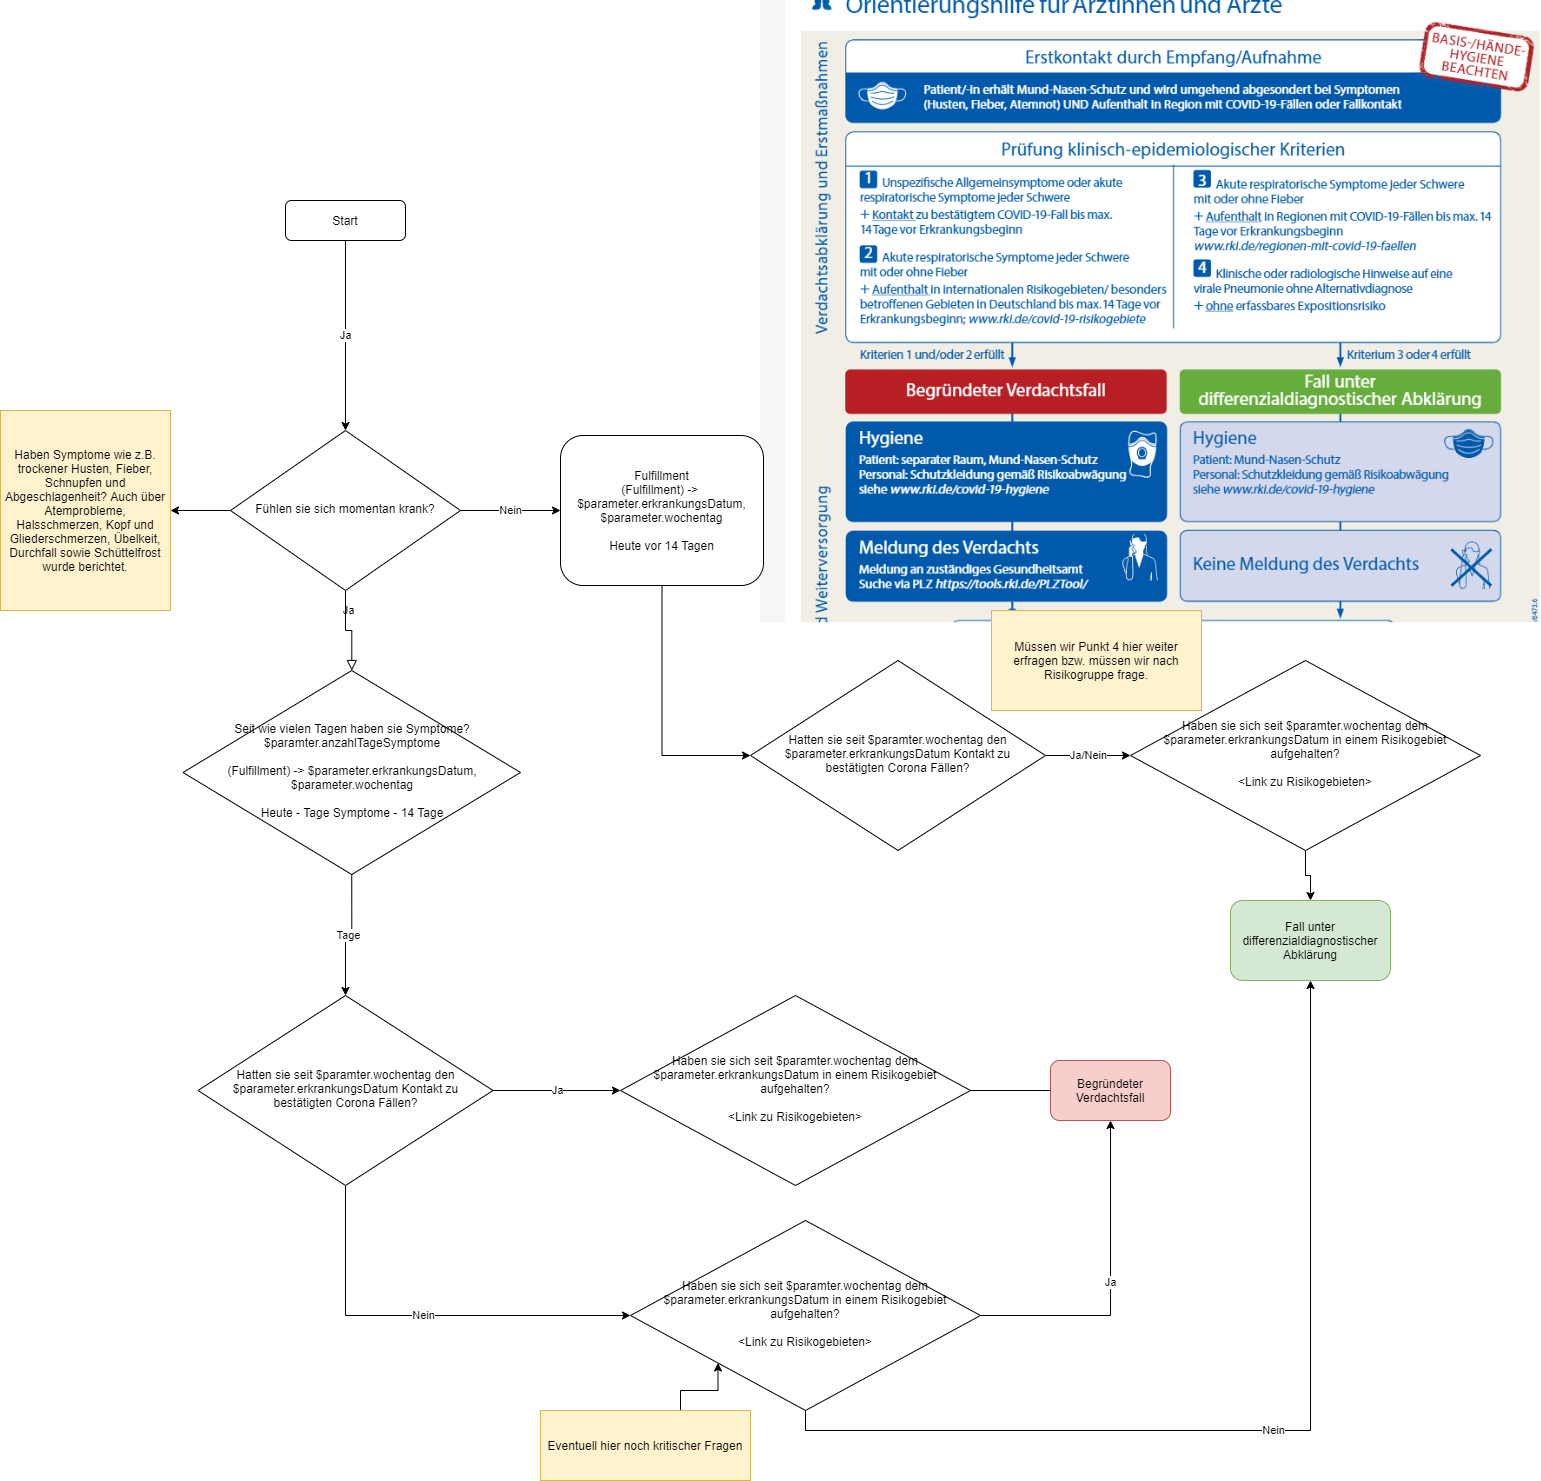 Orientierungshilfe für Ärztinnen und Ärzte
BASIS-/HÄNDE-
HYGIENE
BEACHTEN
Verdachtsabklärung und Erstmaßnahmen
Erstkontakt durch Empfang/Aufnahme
Patient/-in erhält Mund-Nasen-Schutz und wird umgehend abgesondert bei Symptomen
(Husten, Fieber, Atemnot) UND Aufenthalt in Region mit COVID-19-Fällen oder Fallkontakt
Prüfung klinisch-epidemiologischer Kriterien
1 Unspezifische Allgemeinsymptome oder akute
respiratorische Symptome jeder Schwere
+ Kontakt zu bestätigtem COVID-19-Fall bis max.
14 Tage vor Erkrankungsbeginn
2 Akute respiratorische Symptome jeder Schwere
mit oder ohne Fieber
+ Aufenthalt in internationalen Risikogebieten/ besonders
betroffenen Gebieten in Deutschland bis max. 14 Tage vor
Erkrankungsbeginn; www.rki.de/covid-19-risikogebiete
3 Akute respiratorische Symptome jeder Schwere
mit oder ohne Fieber
+ Aufenthalt in Regionen mit COVID-19-Fällen bis max. 14
Tage vor Erkrankungsbeginn
www.rki.de/regionen-mit-covid-19-faellen
4 Klinische oder radiologische Hinweise auf eine
virale Pneumonie ohne Alternativdiagnose
+ ohne erfassbares Expositionsrisiko
Kriterien 1 und/oder 2 erfüllt
Kriterium 3 oder 4 erfüllt
Begründeter Verdachtsfall
Fall unter
differenzialdiagnostischer Abklärung
d Weiterversorgung
Hygiene
Patient: separater Raum, Mund-Nasen-Schutz
Personal: Schutzkleidung gemäß Risikoabwägung
siehe www.rki.de/covid-19-hygiene
Hygiene
Patient: Mund-Nasen-Schutz
Personal: Schutzkleidung gemäß Risikoabwägung
siehe www.rki.de/covid-19-hygiene
Meldung des Verdachts
Meldung an zuständiges Gesundheitsamt
Suche via PLZ https://tools.rki.de/PLZTool/
Keine Meldung des Verdachts
/6473.6
Start
Ja
Haben Symptome wie z.B.
trockener Husten, Fieber,
Schnupfen und
Abgeschlagenheit? Auch über
Atemprobleme,
Halsschmerzen, Kopf und
Gliederschmerzen, Übelkeit,
Durchfall sowie Schüttelfrost
wurde berichtet.
Fühlen sie sich momentan krank?
Nein
Fulfillment
(Fulfillment) ->
$parameter.erkrankungsDatum,
$parameter.wochentag
Heute vor 14 Tagen
Ja
Müssen wir Punkt 4 hier weiter
erfragen bzw. müssen wir nach
Risikogruppe frage.
Seit wie vielen Tagen haben sie Symptome?
$paramter.anzahlTageSymptome
(Fulfillment) -> $parameter.erkrankungsDatum,
$parameter.wochentag
Heute - Tage Symptome - 14 Tage
Hatten sie seit $paramter.wochentag den
$parameter.erkrankungsDatum Kontakt zu
bestätigten Corona Fällen?
Ja/Nein
Haben sie sich seit $paramter.wochentag dem
$parameter.erkrankungsDatum in einem Risikogebiet
aufgehalten?
<Link zu Risikogebieten>
Tage
Fall unter
differenzialdiagnostischer
Abklärung
Hatten sie seit $paramter.wochentag den
$parameter.erkrankungsDatum Kontakt zu
bestätigten Corona Fällen?
Ja
Haben sie sich seit $paramter.wochentag dem
$parameter.erkrankungsDatum in einem Risikogebiet
aufgehalten?
<Link zu Risikogebieten>
Begründeter
Verdachtsfall
Nein
Haben sie sich seit $paramter.wochentag dem
$parameter.erkrankungsDatum in einem Risikogebiet
aufgehalten?
<Link zu Risikogebieten>
Ja
Nein
Eventuell hier noch kritischer Fragen